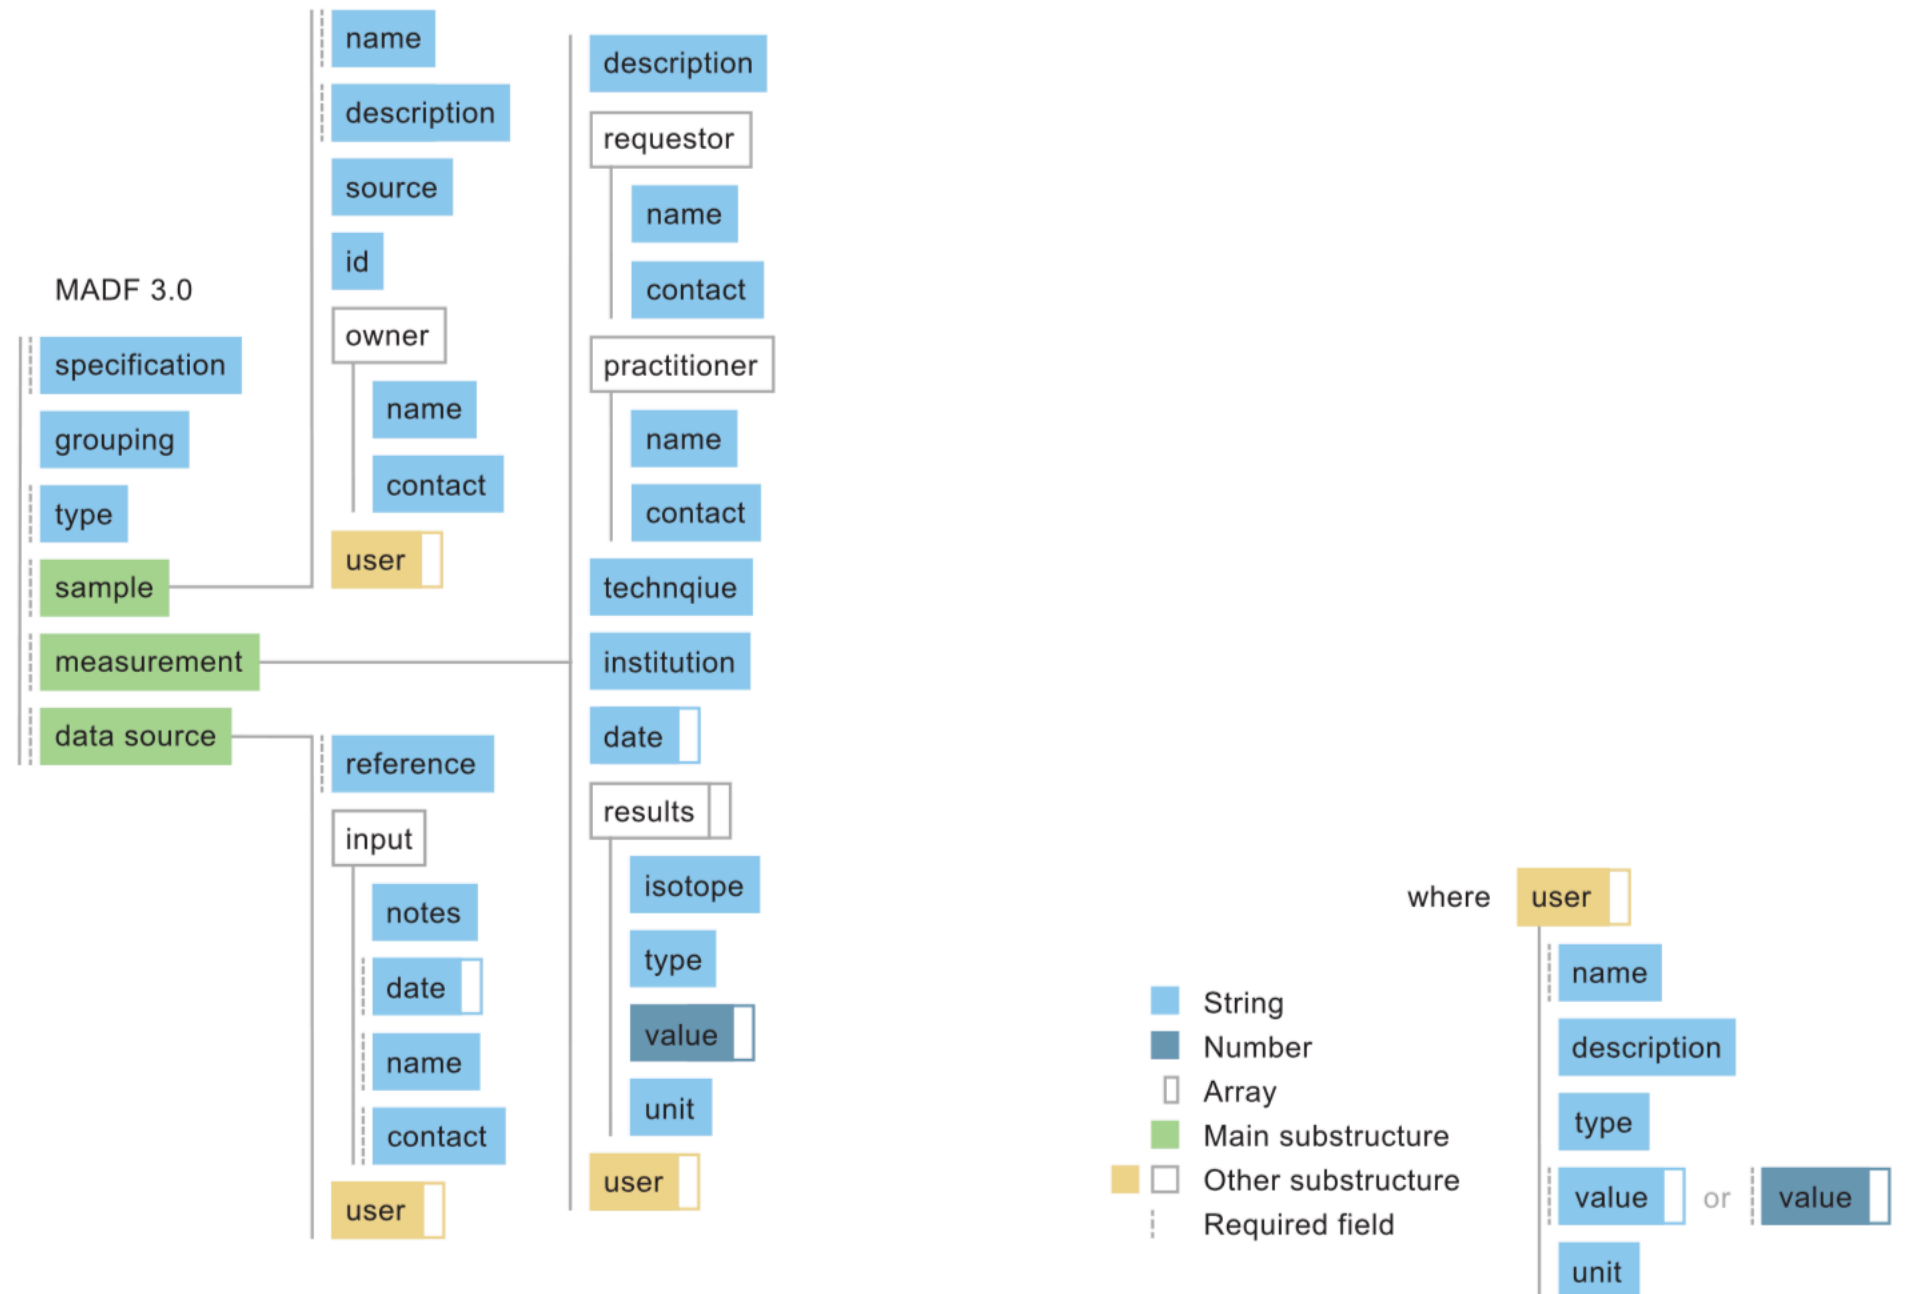 MADF 3.0
specification
grouping
type
sample
measurement
data source
name
description
source
id
owner
name
contact
user
reference
input
notes
date
name
contact
user
description
requestor
name
contact
practitioner
name
contact
technqiue
institution
date
results
isotope
type
value
unit
user
String
Number
Array
Main substructure
Other substructure
Required field
where user
name
description
type
value or value
unit